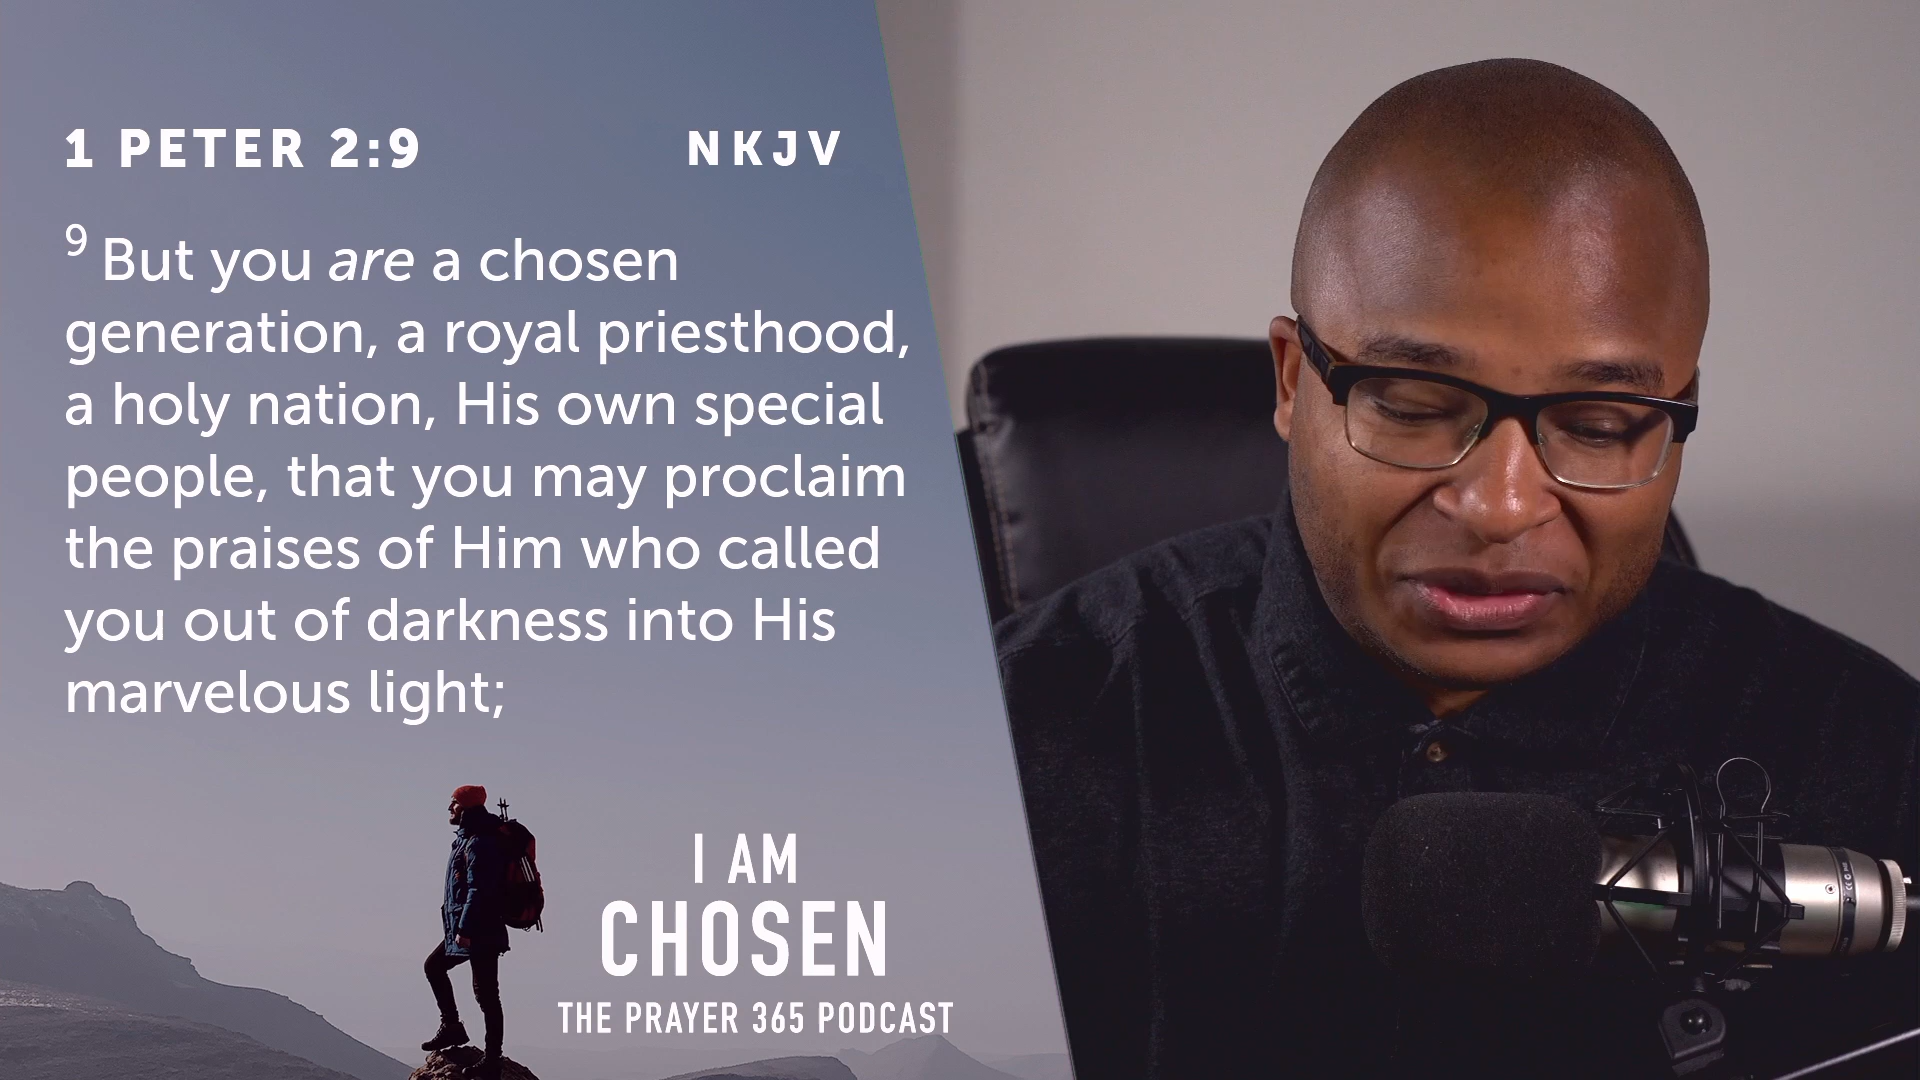 1 PETER 2:9 NKJV
9 But you are a chosen
generation, a royal priesthood,
a holy nation, His own special
people, that you may proclaim
the praises of Him who called
you out of darkness into His
marvelous light;
I AM
CHOSEN
THE PRAYER 365 PODCAST